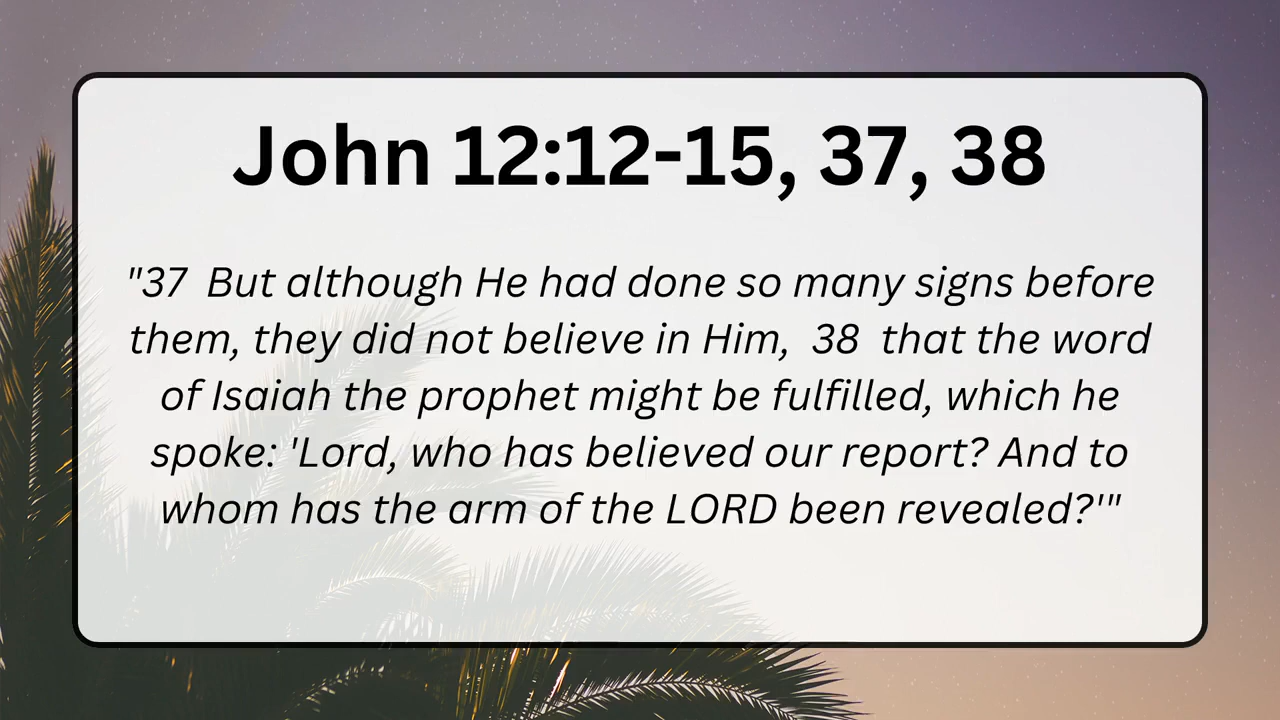 John 12:12-15, 37, 38
"37  But although He had done so many signs before
them, they did not believe in Him,  38  that the word
of Isaiah the prophet might be fulfilled, which he
spoke: 'Lord, who has believed our report? And to
whom has the arm of the LORD been revealed?'"